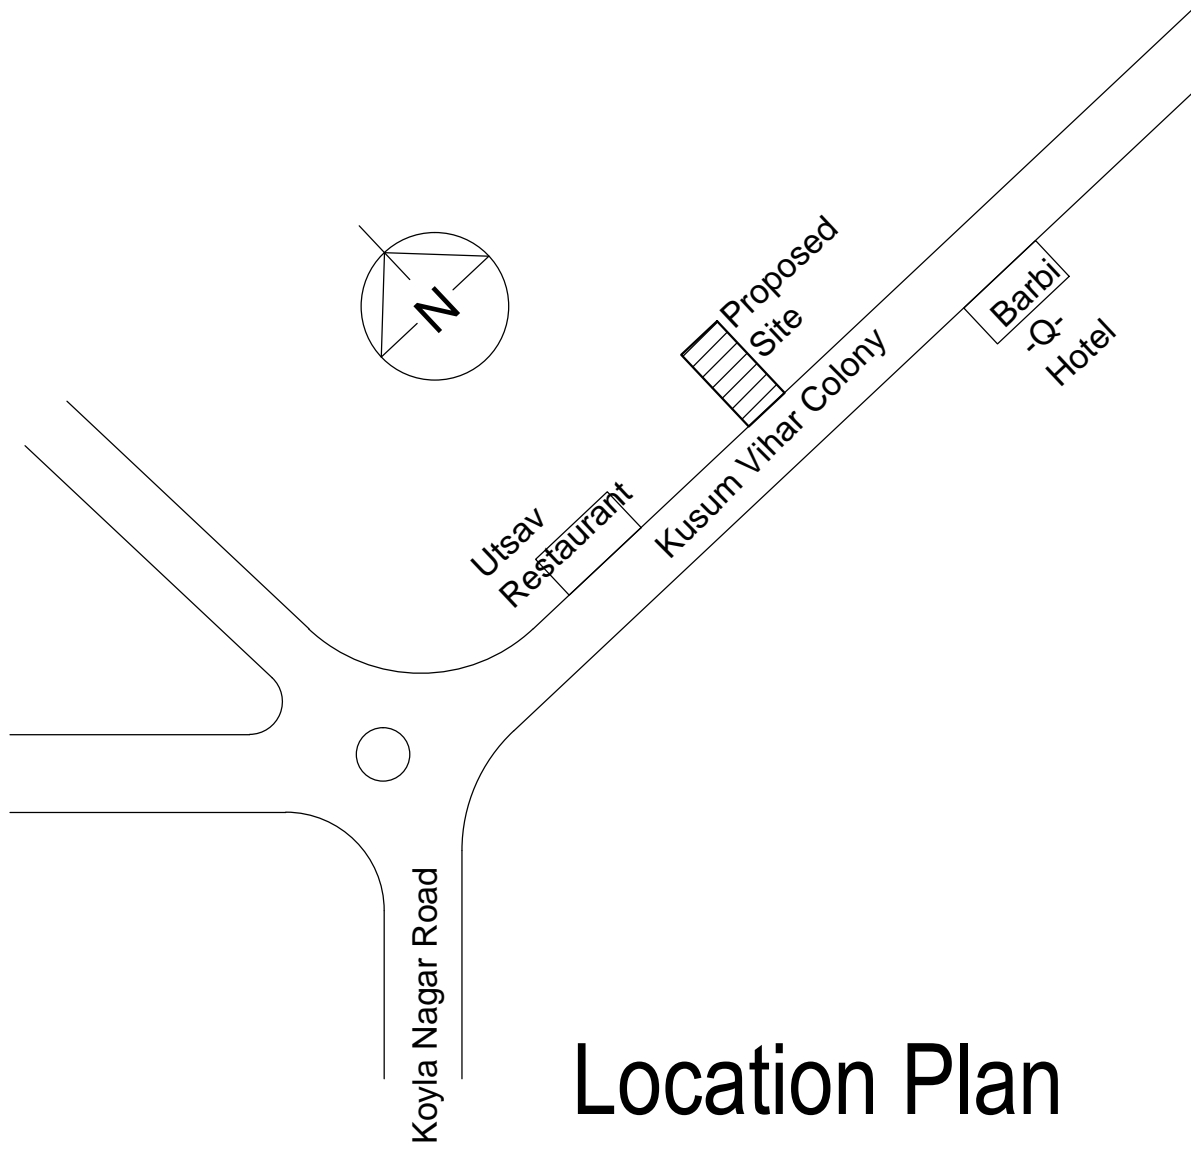 Proposed
Site
Barbi
-Q-
Hotel
N
Kusum Vihar Colony
Utsav
Restaurant
Koyla Nagar Road
Location Plan